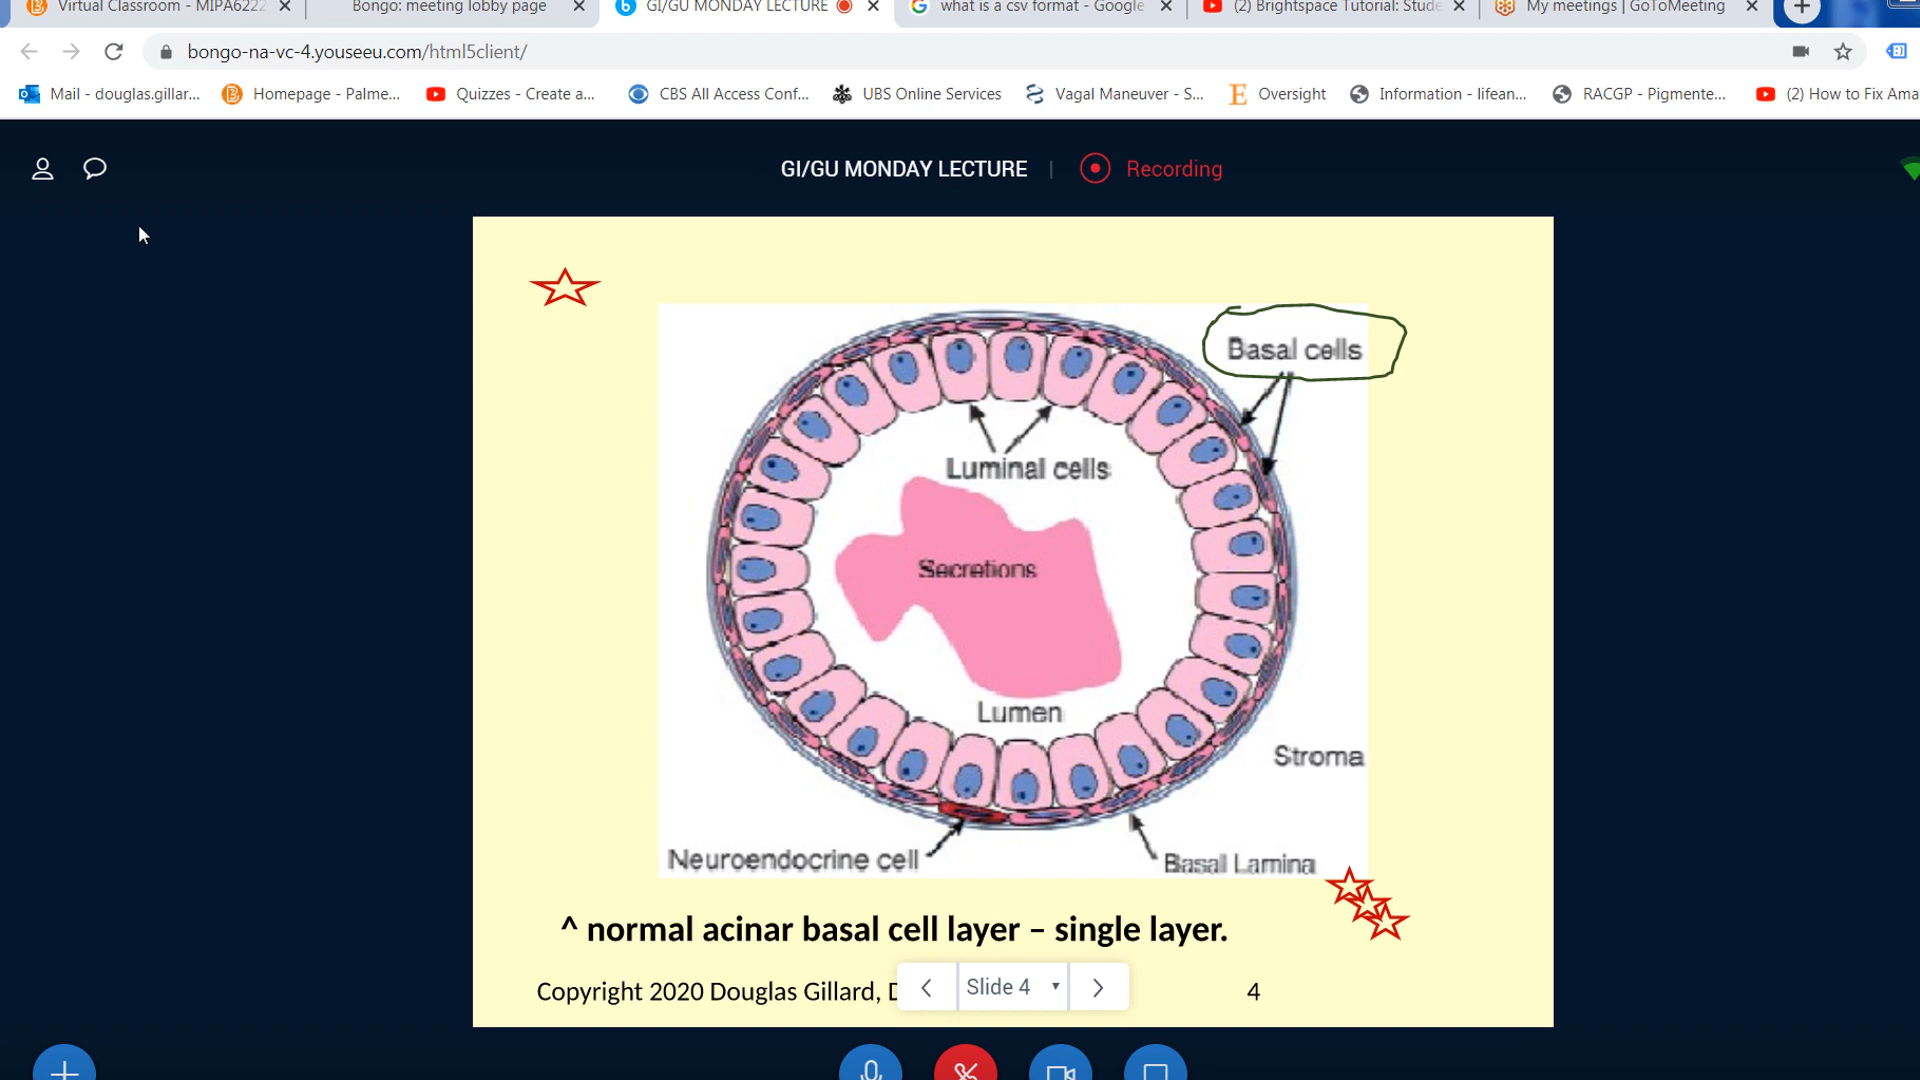 Virtual Classroom - MIPA6222
Bongo: meeting lobby page
GI/GU MONDAY LECTURE
what is a csv format - Google
(2) Brightspace Tutorial: Stude
My meetings | GoToMeeting
bongo-na-vc-4.youseeu.com/html5client/
Mail - douglas.gillar...
Homepage - Palme...
Quizzes - Create a...
CBS All Access Conf...
UBS Online Services
Vagal Maneuver - S...
Oversight
Information - lifean...
RACGP - Pigmente...
(2) How to Fix Ama
GI/GU MONDAY LECTURE | Recording
Basal cells
Luminal cells
Secretions
Lumen
Stroma
Neuroendocrine cell
Basal Lamina
^ normal acinar basal cell layer – single layer.
Copyright 2020 Douglas Gillard, D
Slide 4
4